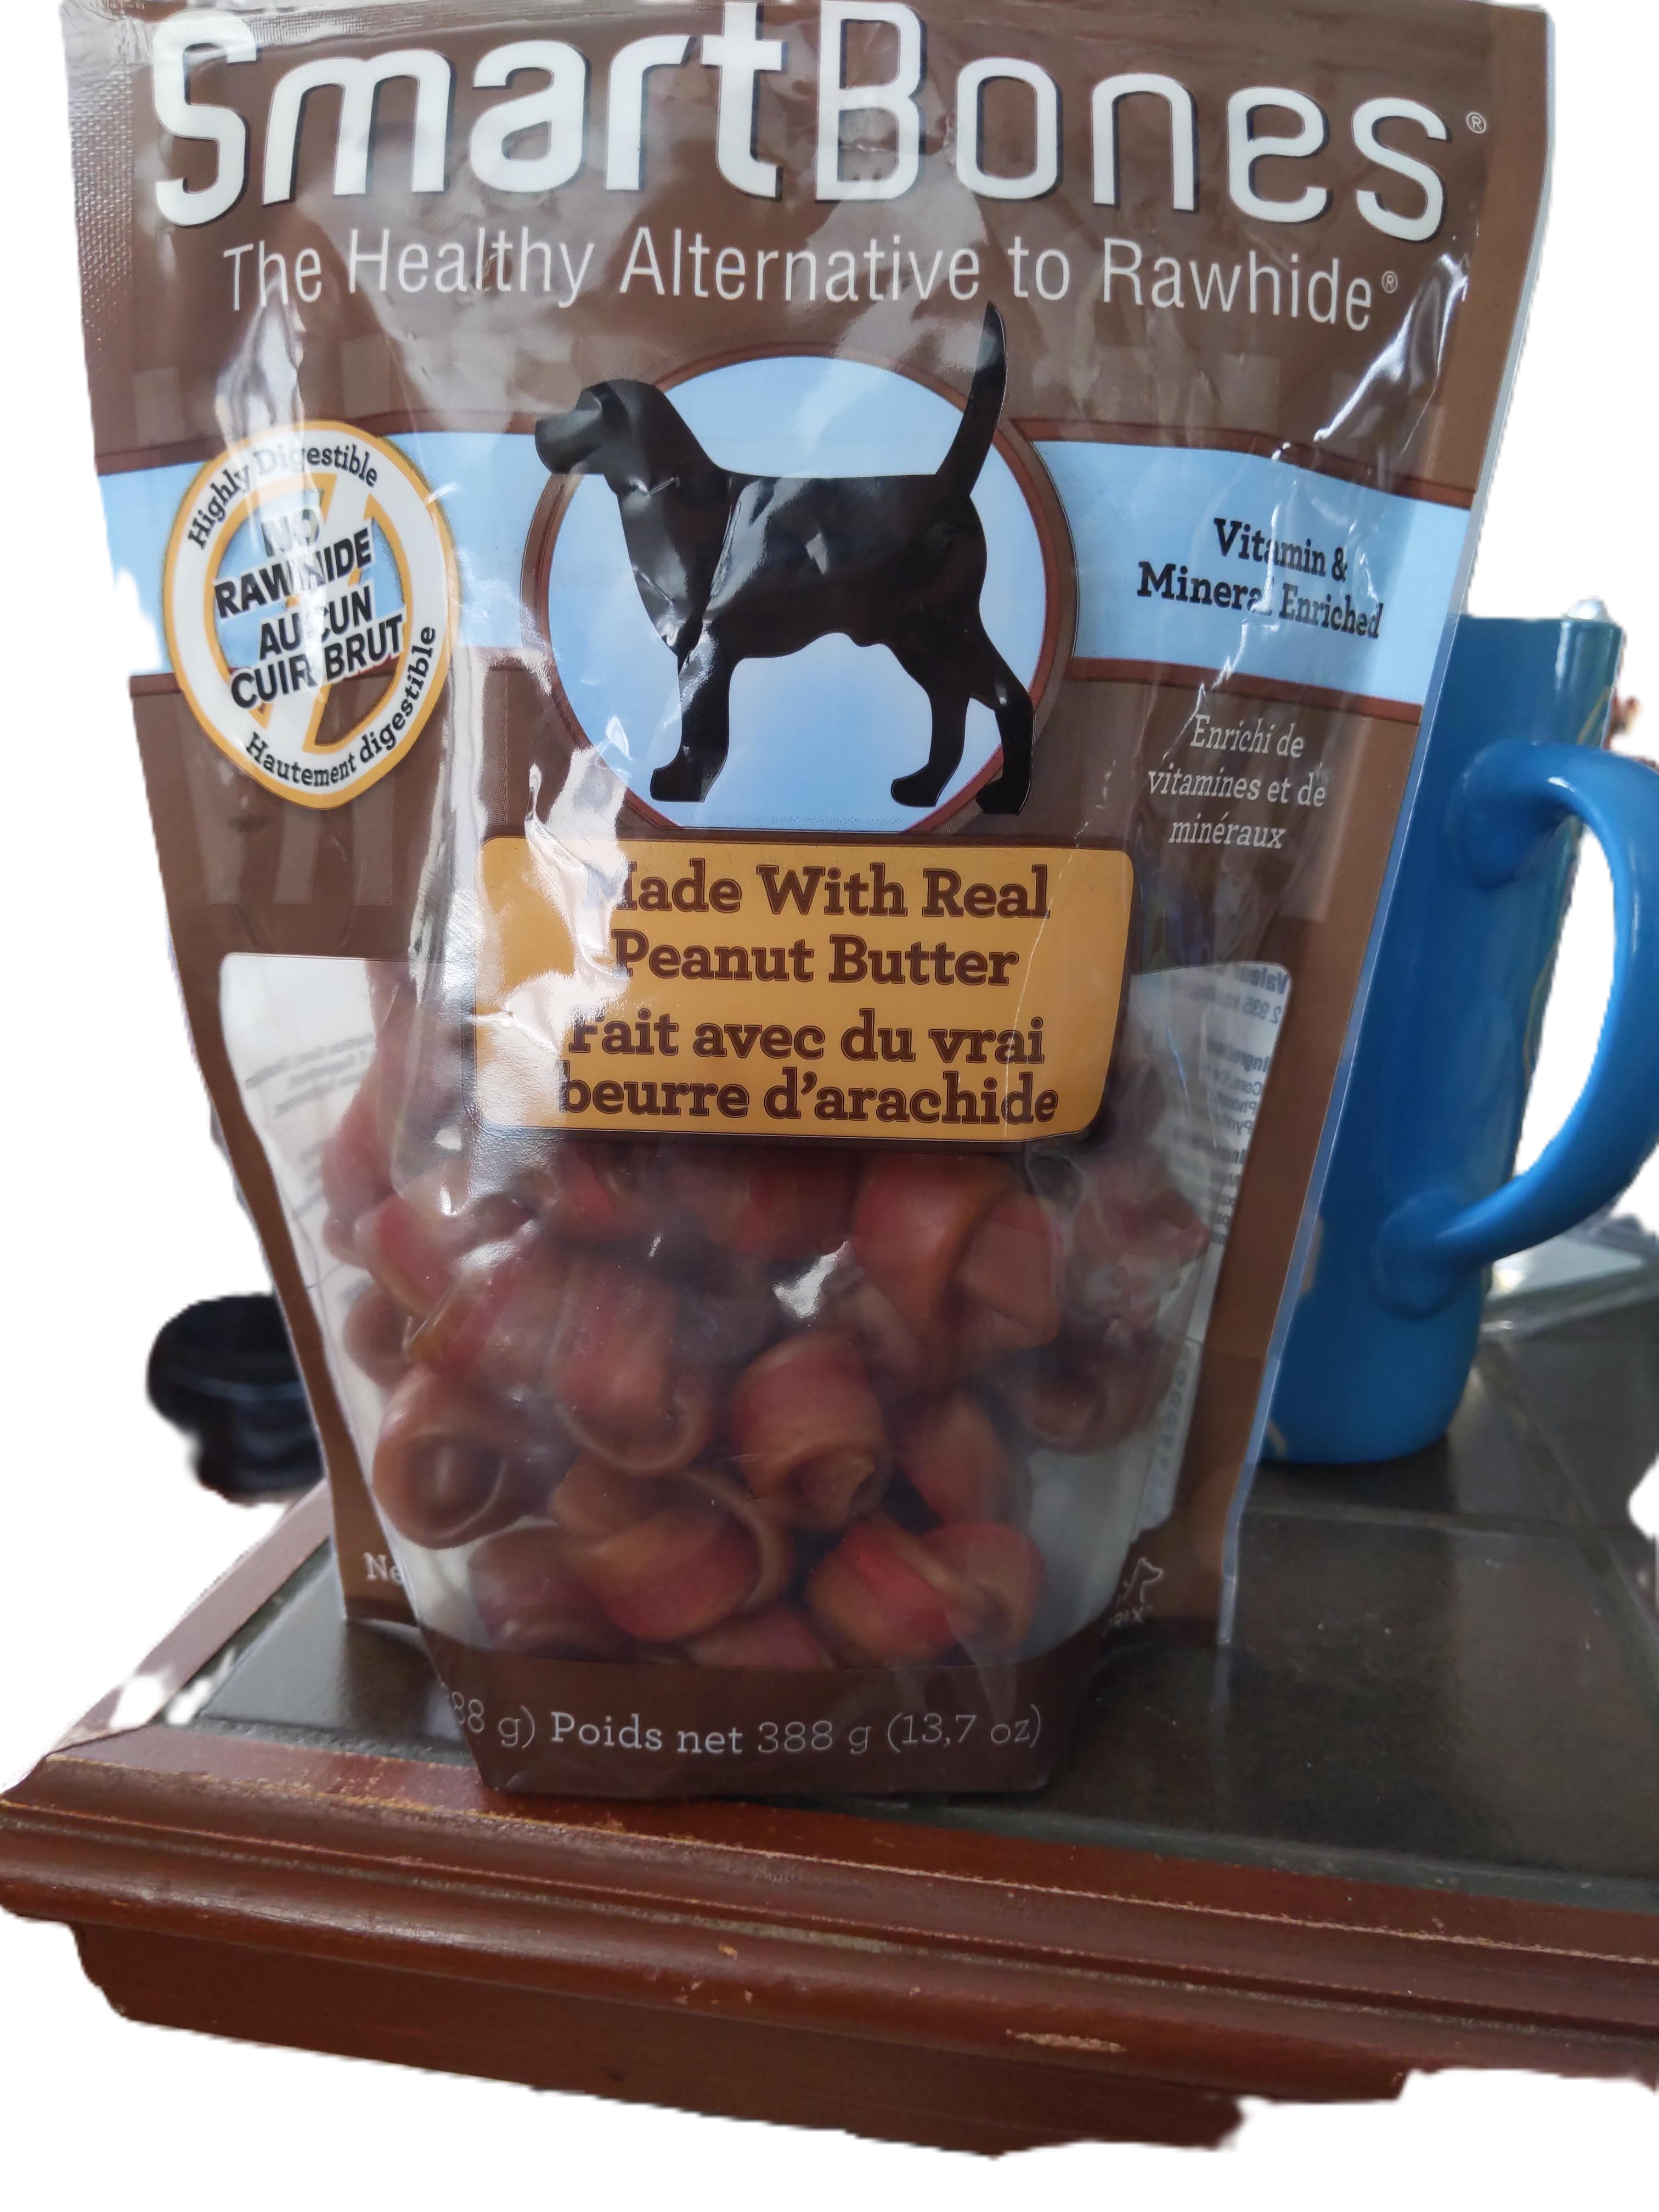 SmartBones®
The Healthy Alternative to Rawhide®
Highly Digestible
NO
RAWHIDE
AUCUN
CUIR BRUT
Hautement digestible
Vitamin &
Mineral Enriched
Enrichi de
vitamines et de
minéraux
Made With Real
Peanut Butter
Fait avec du vrai
beurre d'arachide
88 g) Poids net 388 g (13,7 oz)